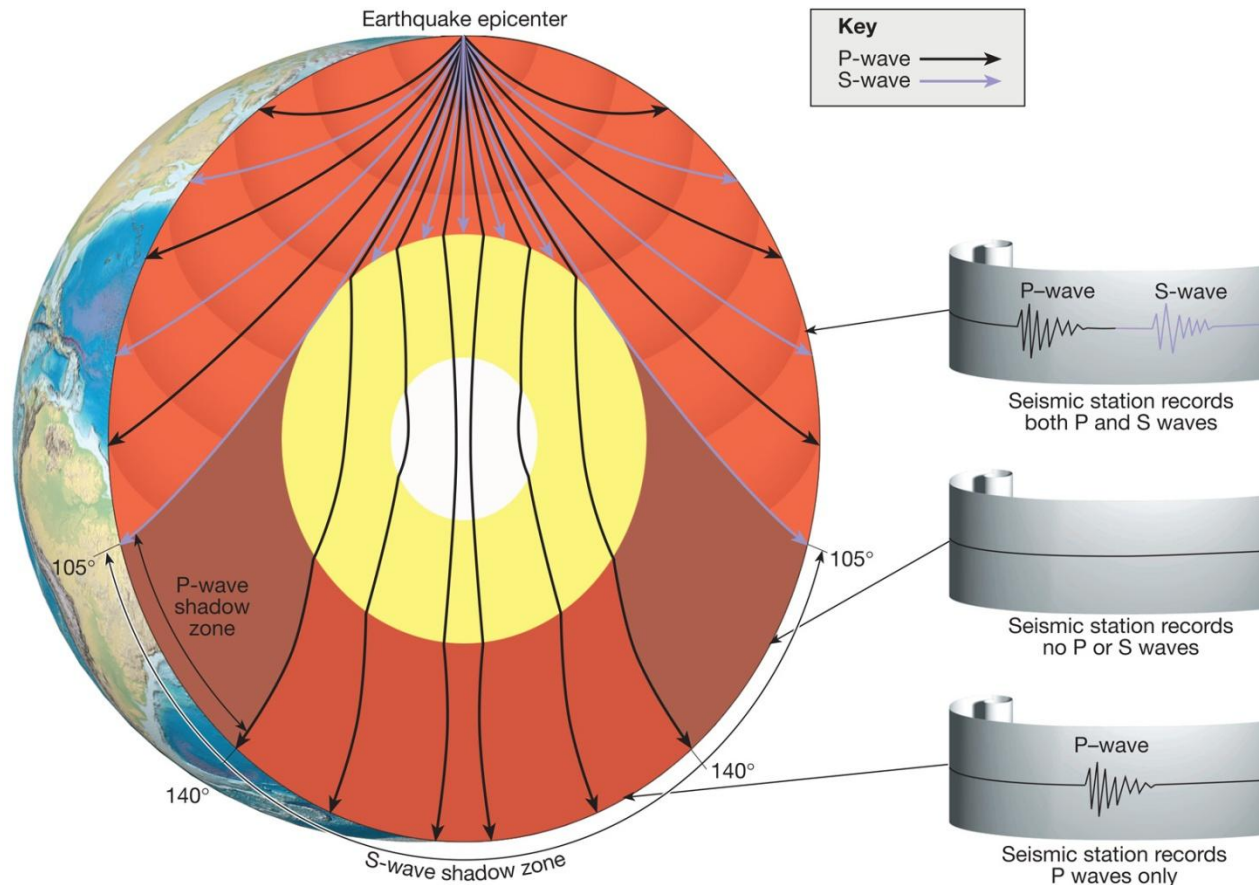 Earthquake epicenter
Key
P-wave
S-wave
P–wave
S-wave
Seismic station records
both P and S waves
105°
105°
P-wave
shadow
zone
Seismic station records
no P or S waves
140°
140°
P–wave
S-wave shadow zone
Seismic station records
P waves only